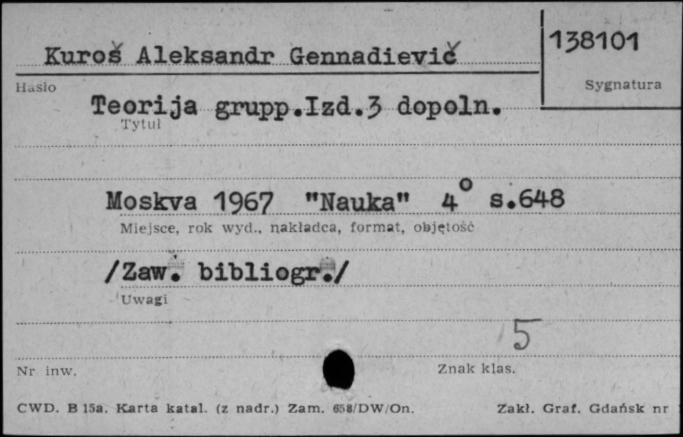 Kuroš Aleksandr Gennadievič
138101
Hasło
Sygnatura
Teorija grupp.Izd.3 dopoln.
Tytuł
Moskva 1967 "Nauka" 4° s.648
Miejsce, rok wyd., nakładca, format, objętość
/Zaw. bibliogr./
Uwagi
5
Nr inw.
Znak klas.
CWD. B 15a. Karta katal. (z nadr.) Zam. 658/DW/On.
Zakł. Graf. Gdańsk nr